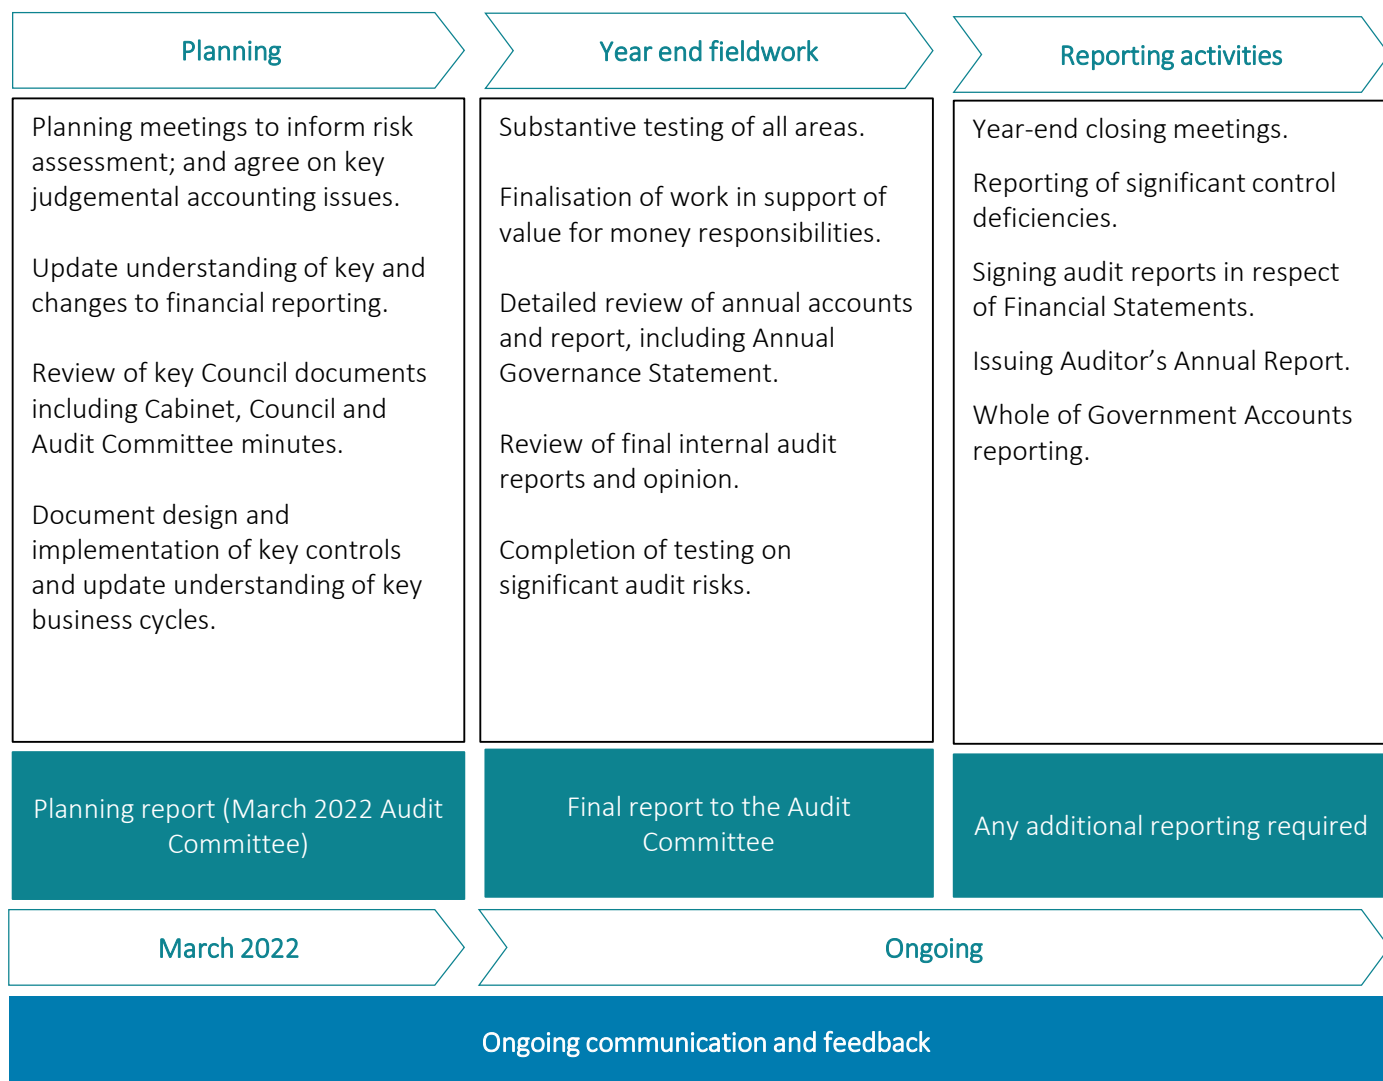 Planning
Year end fieldwork
Reporting activities
Planning meetings to inform risk
assessment; and agree on key
judgemental accounting issues.
Update understanding of key and
changes to financial reporting.
Review of key Council documents
including Cabinet, Council and
Audit Committee minutes.
Document design and
implementation of key controls
and update understanding of key
business cycles.
Substantive testing of all areas.
Finalisation of work in support of
value for money responsibilities.
Detailed review of annual accounts
and report, including Annual
Governance Statement.
Review of final internal audit
reports and opinion.
Completion of testing on
significant audit risks.
Year-end closing meetings.
Reporting of significant control
deficiencies.
Signing audit reports in respect
of Financial Statements.
Issuing Auditor’s Annual Report.
Whole of Government Accounts
reporting.
Planning report (March 2022 Audit
Committee)
Final report to the Audit
Committee
Any additional reporting required
March 2022
Ongoing
Ongoing communication and feedback